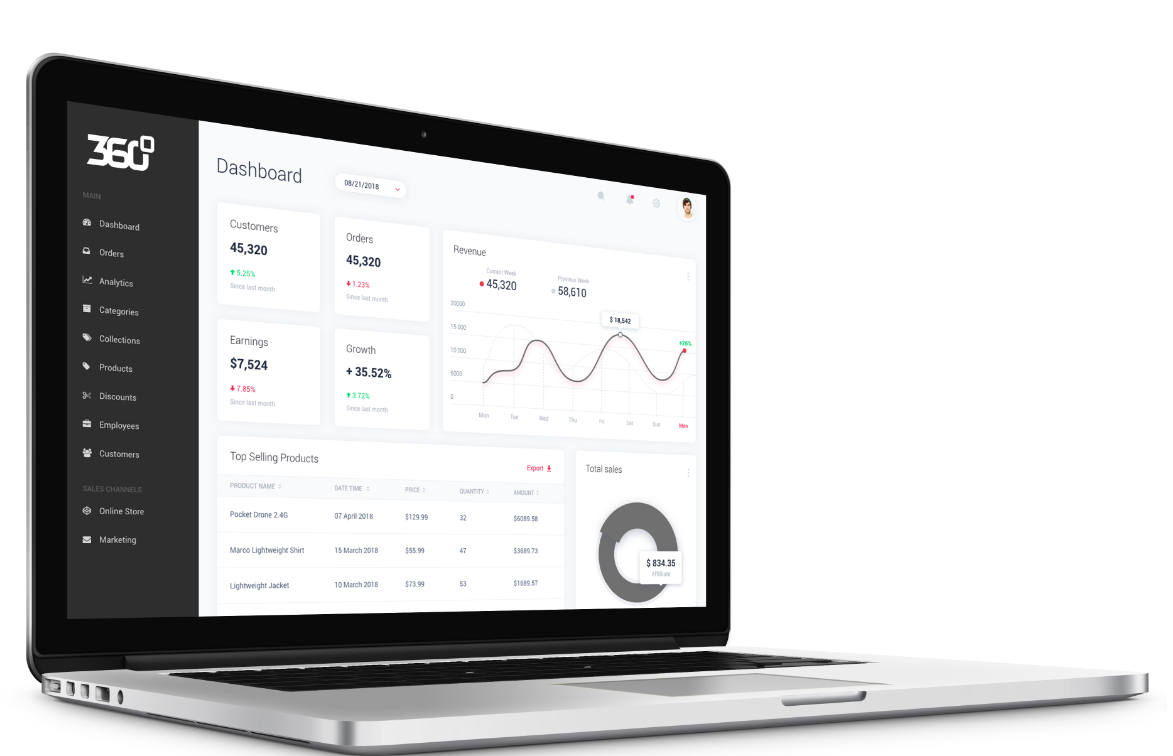 360°
MAIN
Dashboard
Orders
Analytics
Categories
Collections
Products
Discounts
Employees
Customers
SALES CHANNELS
Online Store
Marketing
Dashboard
08/21/2018
Customers
45,320
5.25%
Since last month
Orders
45,320
1.23%
Since last month
Earnings
$7,524
7.85%
Since last month
Growth
+ 35.52%
3.72%
Since last month
Revenue
Current Week
45,320
Previous Week
58,610
20000
15 000
10 000
5000
0
$ 18,542
+26%
Mon Tue Wed Thu Fri Sat Sun Mon
Top Selling Products
Export
PRODUCT NAME DATE TIME PRICE QUANTITY AMOUNT
Pocket Drone 2.4G 07 April 2018 $129.99 32 $6089.58
Marco Lightweight Shirt 15 March 2018 $55.99 47 $3689.73
Lightweight Jacket 10 March 2018 $73.99 53 $1689.57
Total sales
$ 834.35
Affilliate